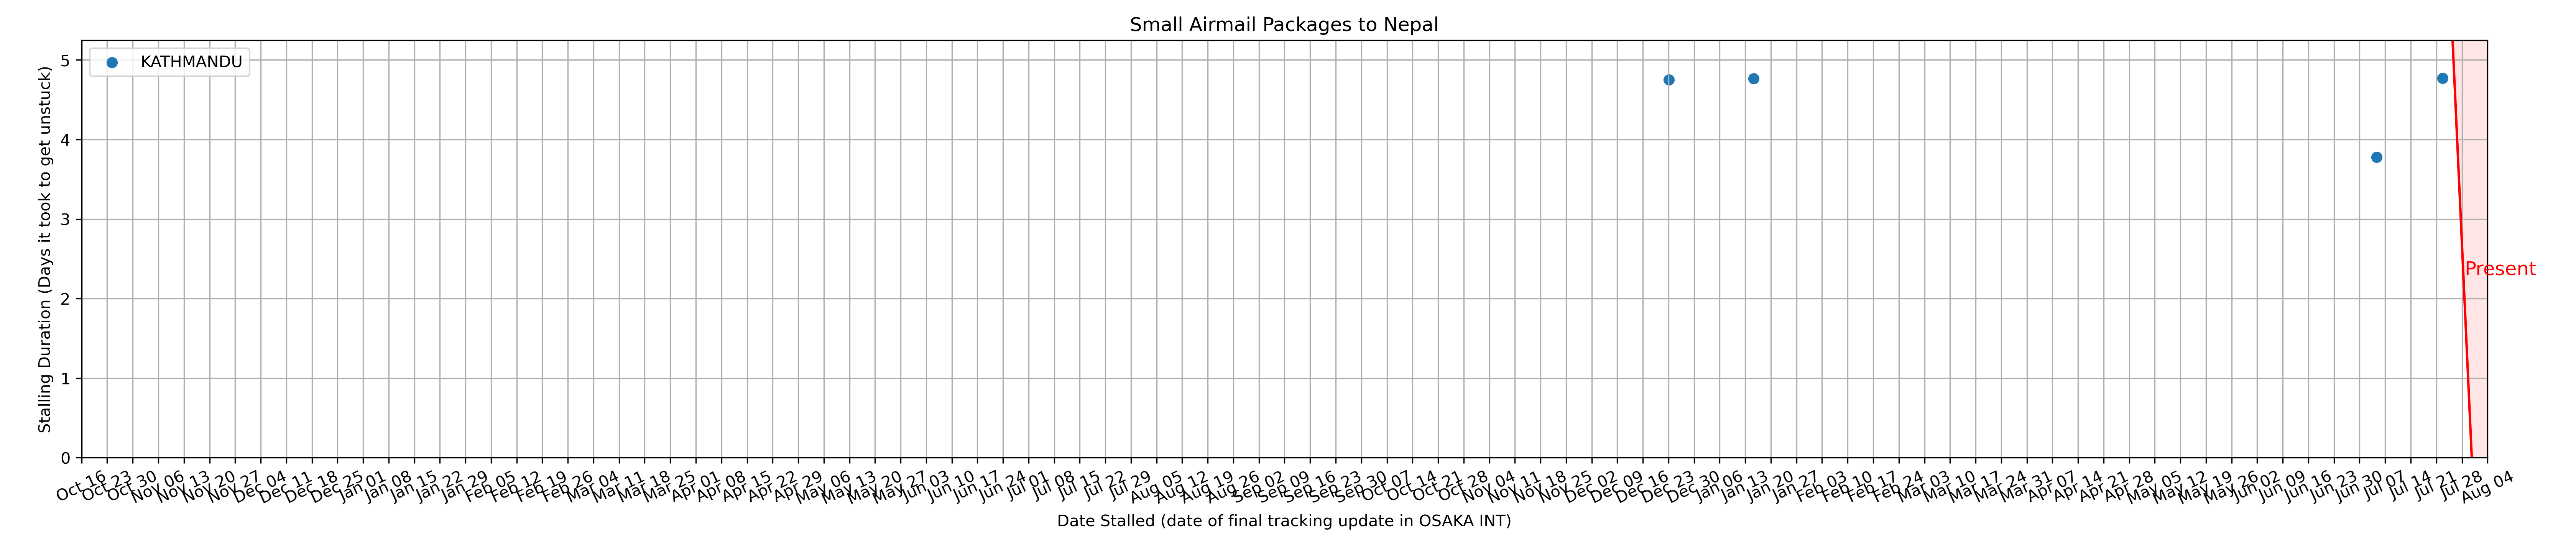 Small Airmail Packages to Nepal
KATHMANDU
Stalling Duration (Days it took to get unstuck)
5
4
3
2
1
0
Present
Oct 16
Oct 23
Oct 30
Nov 06
Nov 13
Nov 20
Nov 27
Dec 04
Dec 11
Dec 18
Dec 25
Jan 01
Jan 08
Jan 15
Jan 22
Jan 29
Feb 05
Feb 12
Feb 19
Feb 26
Mar 04
Mar 11
Mar 18
Mar 25
Apr 01
Apr 08
Apr 15
Apr 22
Apr 29
May 06
May 13
May 20
May 27
Jun 03
Jun 10
Jun 17
Jun 24
Jul 01
Jul 08
Jul 15
Jul 22
Jul 29
Aug 05
Aug 12
Aug 19
Aug 26
Sep 02
Sep 09
Sep 16
Sep 23
Sep 30
Oct 07
Oct 14
Oct 21
Oct 28
Nov 04
Nov 11
Nov 18
Nov 25
Dec 02
Dec 09
Dec 16
Dec 23
Dec 30
Jan 06
Jan 13
Jan 20
Jan 27
Feb 03
Feb 10
Feb 17
Feb 24
Mar 03
Mar 10
Mar 17
Mar 24
Mar 31
Apr 07
Apr 14
Apr 21
Apr 28
May 05
May 12
May 19
May 26
Jun 02
Jun 09
Jun 16
Jun 23
Jun 30
Jul 07
Jul 14
Jul 21
Jul 28
Aug 04
Date Stalled (date of final tracking update in OSAKA INT)